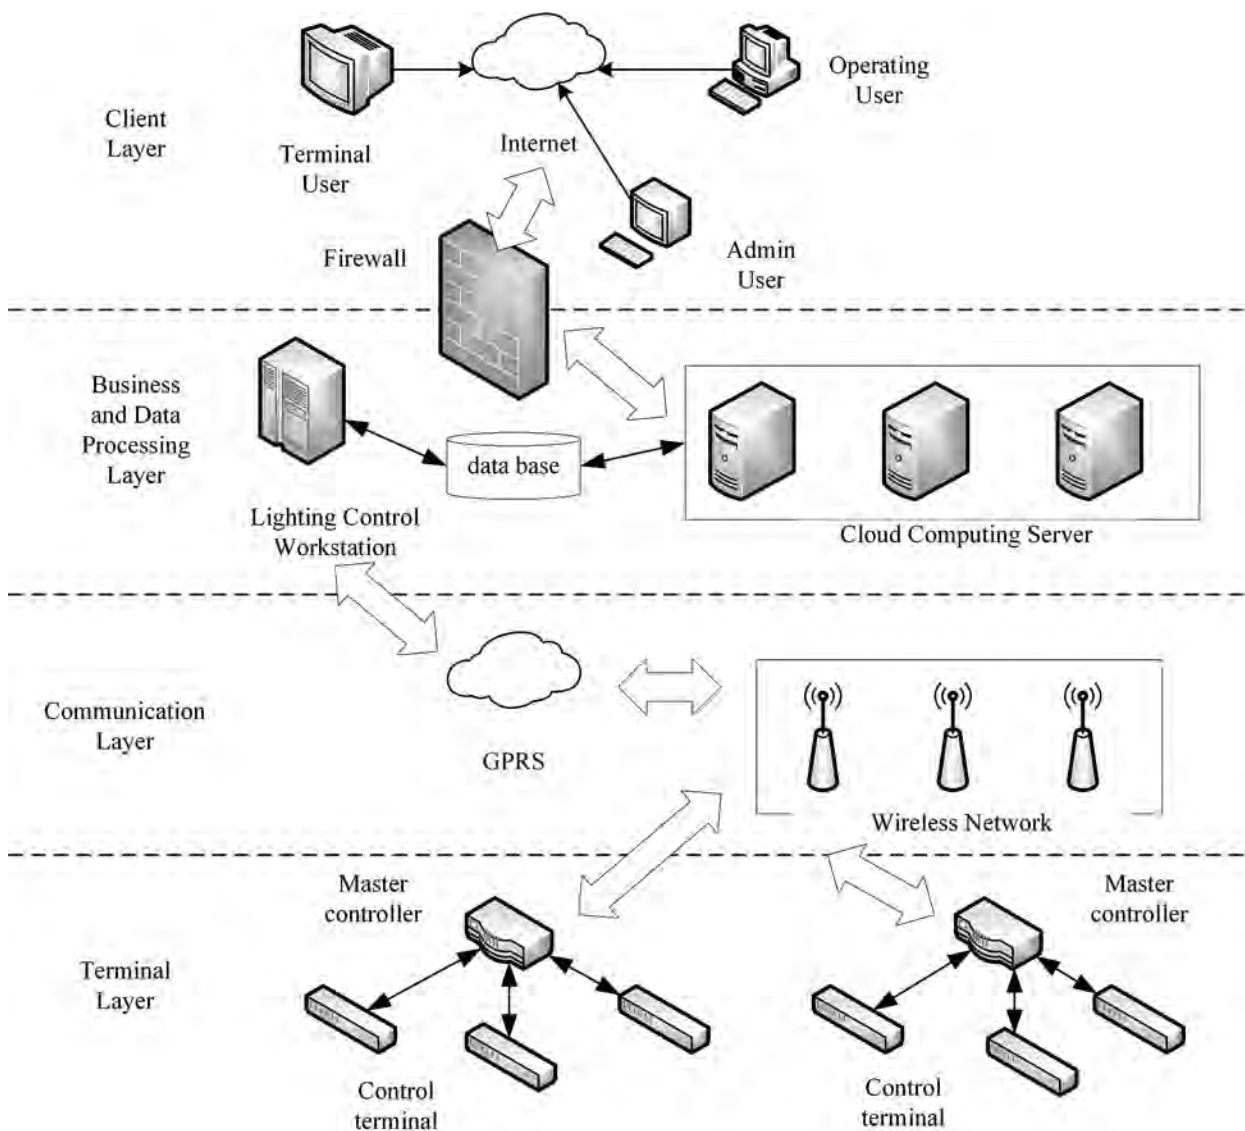 Operating
User
Client
Layer
Terminal
User
Internet
Firewall
Admin
User
Business
and Data
Processing
Layer
data base
Lighting Control
Workstation
Cloud Computing Server
Communication
Layer
GPRS
Wireless Network
Master
controller
Master
controller
Terminal
Layer
Control
terminal
Control
terminal